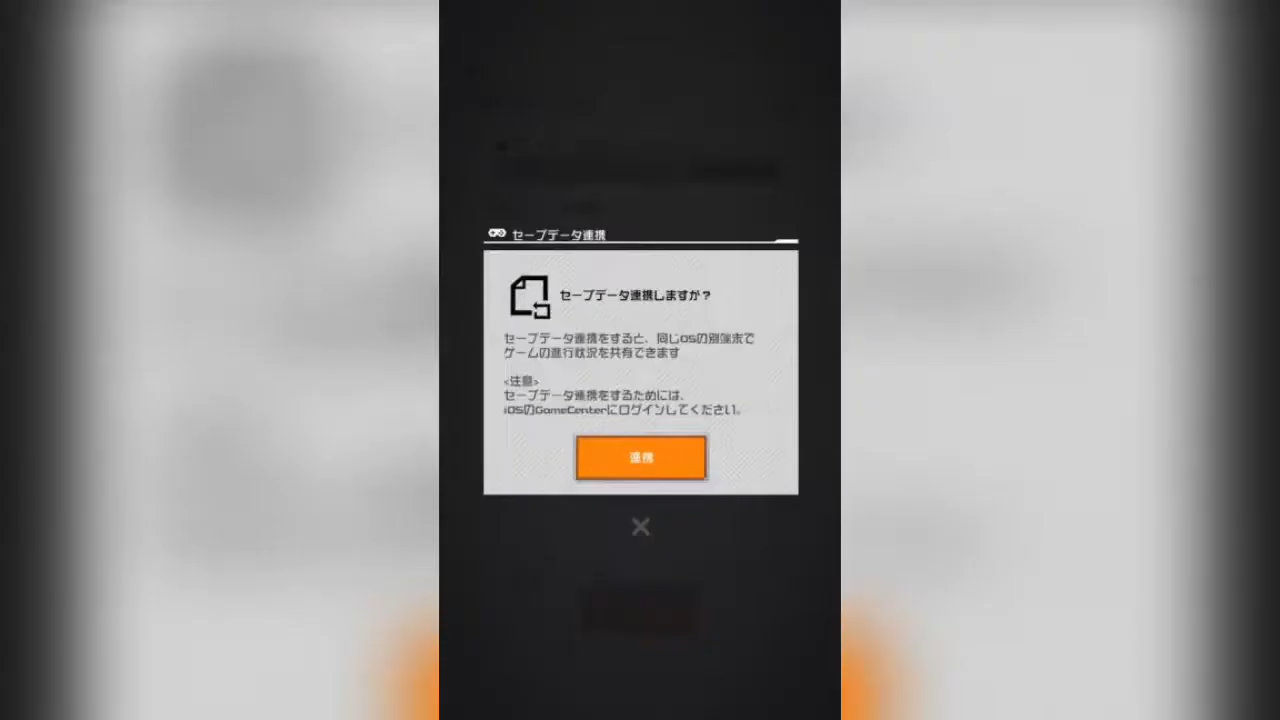 セーブデータ連携
セーブデータ連携しますか？
セーブデータ連携をすると、同じOSの別端末で
ゲームの進行状況を共有できます
<注意>
セーブデータ連携をするためには、
iOSのGameCenterにログインしてください。
連携